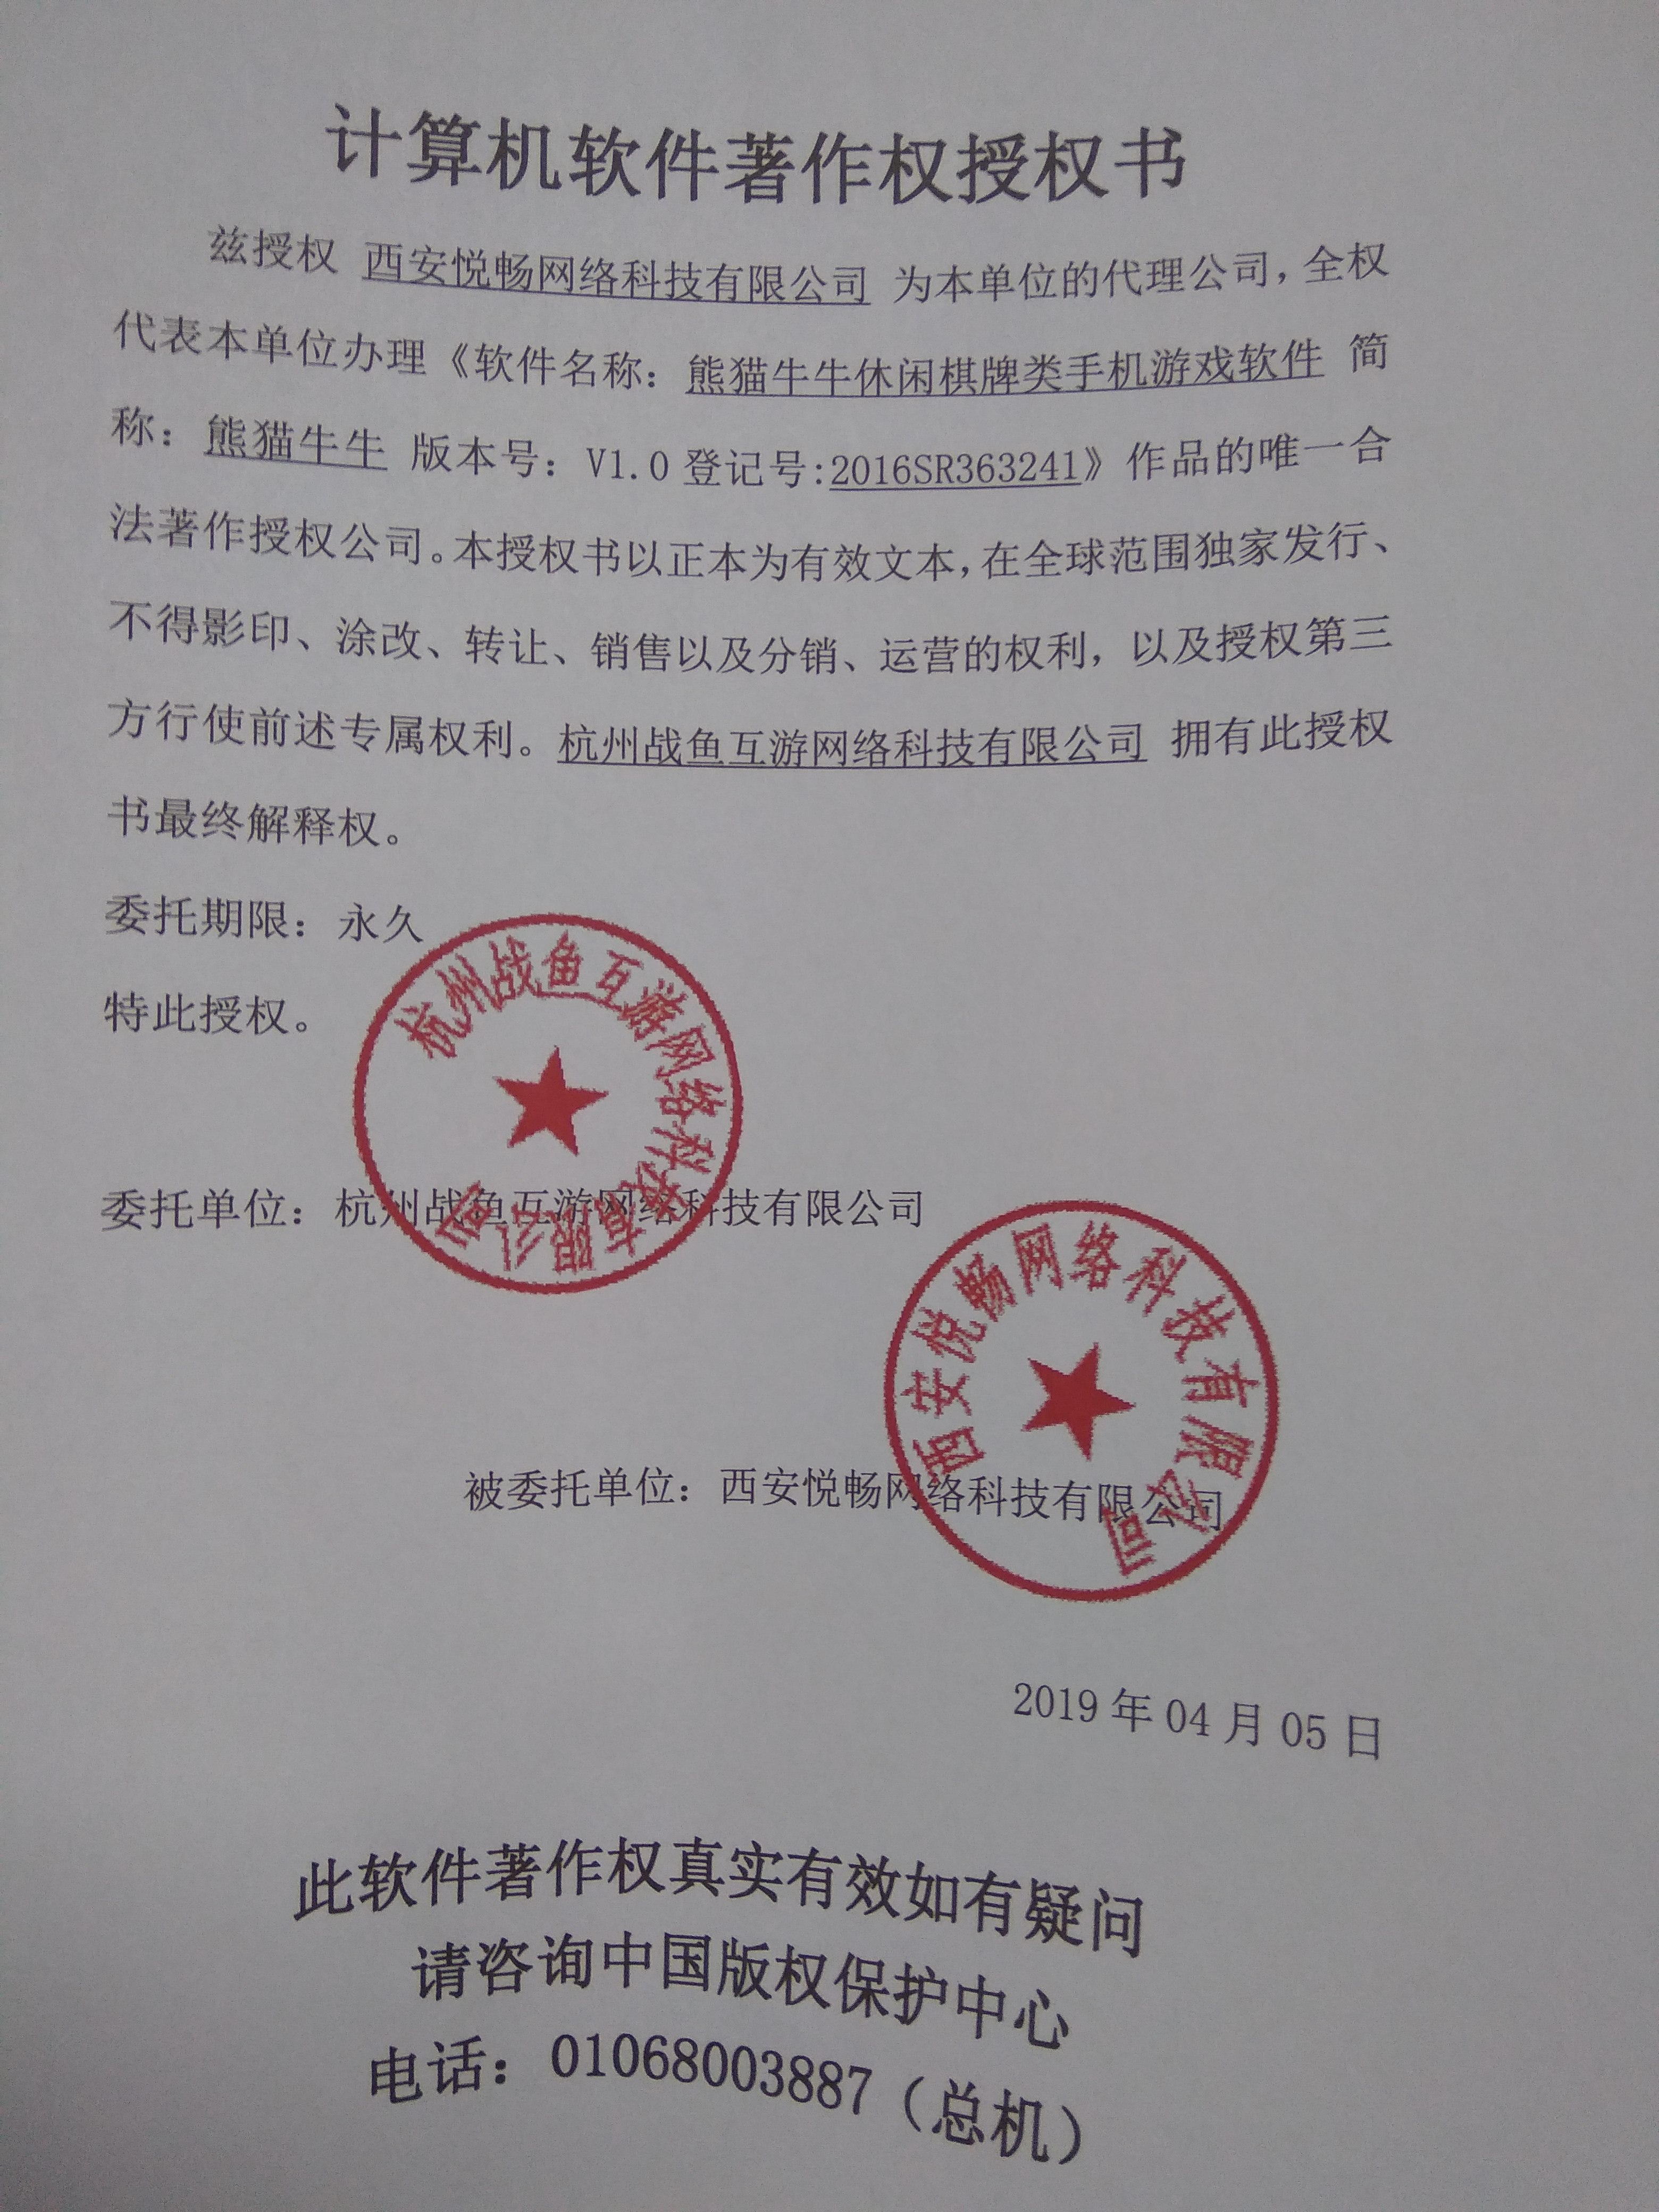 计算机软件著作权授权书
兹授权 西安悦畅网络科技有限公司 为本单位的代理公司，全权
代表本单位办理《软件名称：熊猫牛牛休闲棋牌类手机游戏软件 简
称：熊猫牛牛 版本号：V1.0 登记号:2016SR363241》作品的唯一合
法著作授权公司。本授权书以正本为有效文本，在全球范围独家发行、
不得影印、涂改、转让、销售以及分销、运营的权利，以及授权第三
方行使前述专属权利。杭州战鱼互游网络科技有限公司 拥有此授权
书最终解释权。
委托期限：永久
特此授权。
杭州战鱼互游网络科技有限公司
委托单位：杭州战鱼互游网络科技有限公司
西安悦畅网络科技有限公司
被委托单位：西安悦畅网络科技有限公司
2019 年 04 月 05 日
此软件著作权真实有效如有疑问
请咨询中国版权保护中心
电话：01068003887（总机）